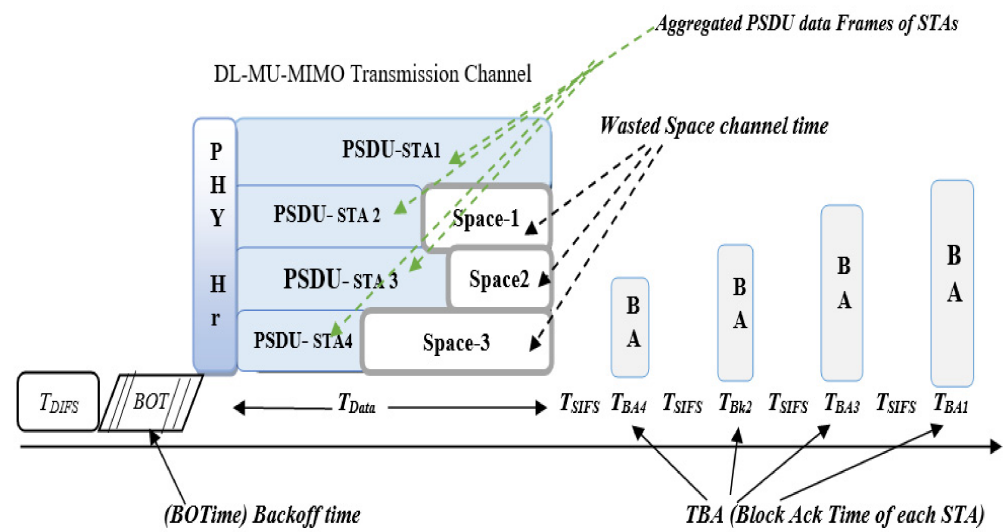 Aggregated PSDU data Frames of STAs
DL-MU-MIMO Transmission Channel
Wasted Space channel time
P
H
Y
H
r
PSDU-STA1
PSDU- STA 2
Space-1
PSDU- STA 3
Space2
PSDU- STA4
Space-3
B
A
B
A
B
A
B
A
TDIFS
BOT
TData
TSIFS
TBA4
TSIFS
TBk2
TSIFS
TBA3
TSIFS
TBA1
(BOTime) Backoff time
TBA (Block Ack Time of each STA)